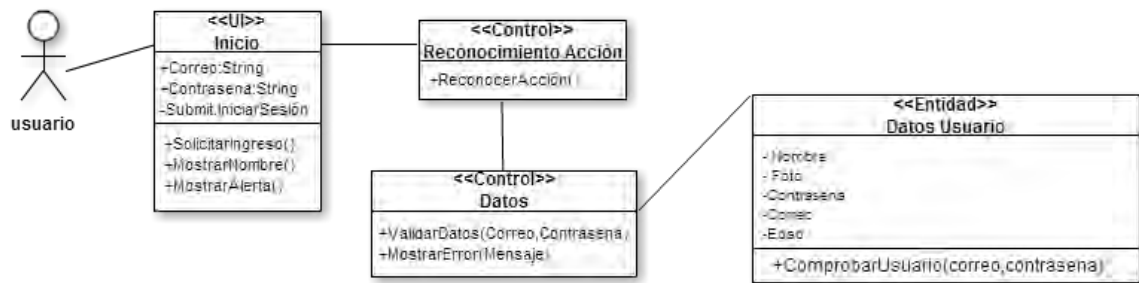 usuario
<<UI>>
Inicio
+Correo:String
+Contrasena:String
-Submit:IniciarSesión
+SolicitarIngreso()
+MostrarNombre()
+MostrarAlerta()
<<Control>>
Reconocimiento Acción
+ReconocerAcción()
<<Control>>
Datos
+ValidarDatos(Correo,Contrasena)
+MostrarError(Mensaje)
<<Entidad>>
Datos Usuario
- Nombre
- Foto
-Contrasena
-Correo
+ComprobarUsuario(correo,contrasena)